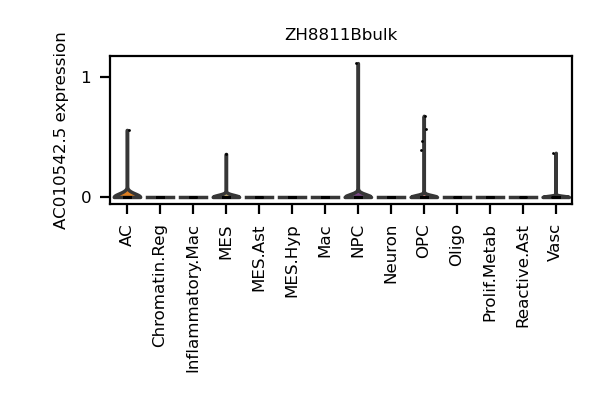 ZH8811Bbulk
AC010542.5 expression
1
0
AC
Chromatin.Reg
Inflammatory.Mac
MES
MES.Ast
MES.Hyp
Mac
NPC
Neuron
OPC
Oligo
Prolif.Metab
Reactive.Ast
Vasc